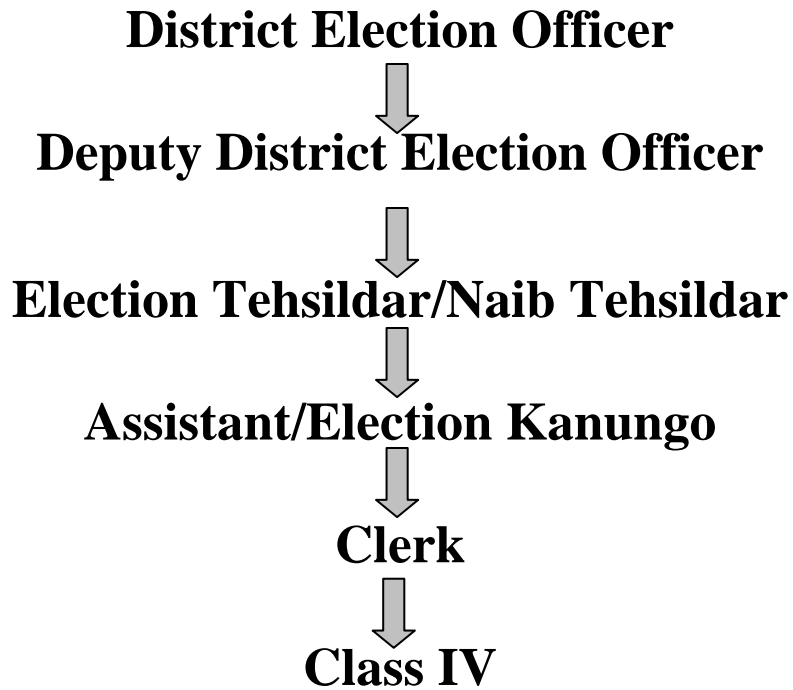 District Election Officer
Deputy District Election Officer
Election Tehsildar/Naib Tehsildar
Assistant/Election Kanungo
Clerk
Class IV